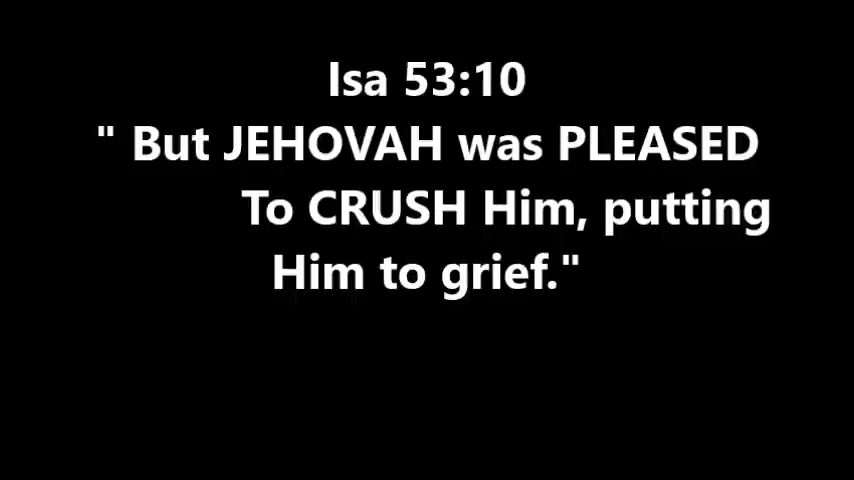 Isa 53:10
" But JEHOVAH was PLEASED
To CRUSH Him, putting
Him to grief."